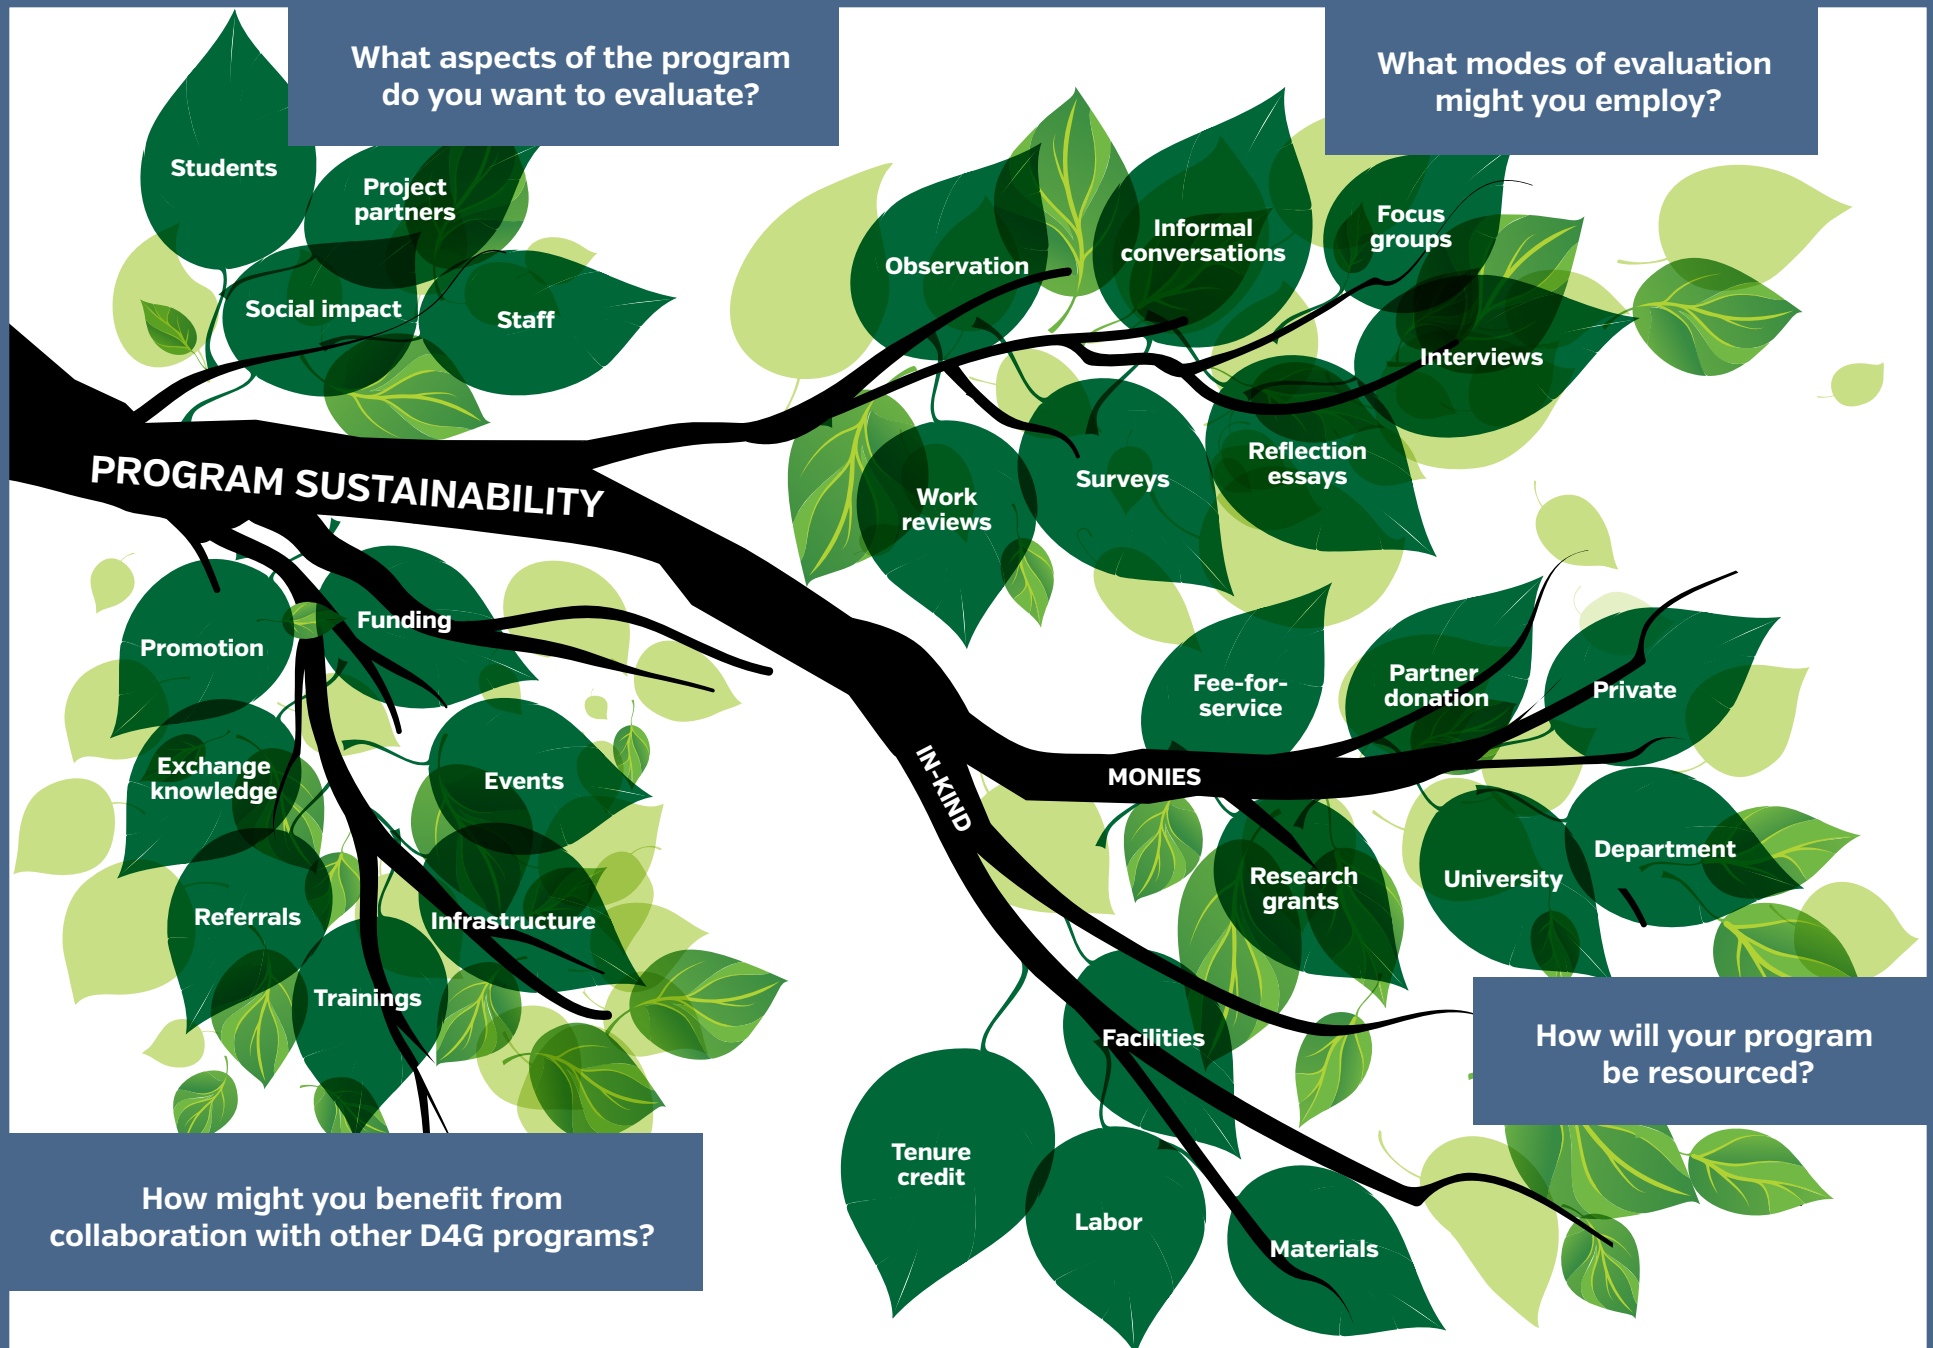 What aspects of the program
do you want to evaluate?
Students
Project
partners
Social impact
Staff
What modes of evaluation
might you employ?
Observation
Informal
conversations
Focus
groups
Interviews
Work
reviews
Surveys
Reflection
essays
PROGRAM SUSTAINABILITY
Promotion
Funding
Exchange
knowledge
Events
Referrals
Infrastructure
Trainings
How might you benefit from
collaboration with other D4G programs?
IN-KIND
MONIES
Fee-for-
service
Partner
donation
Private
Research
grants
University
Department
Facilities
Tenure
credit
Labor
Materials
How will your program
be resourced?